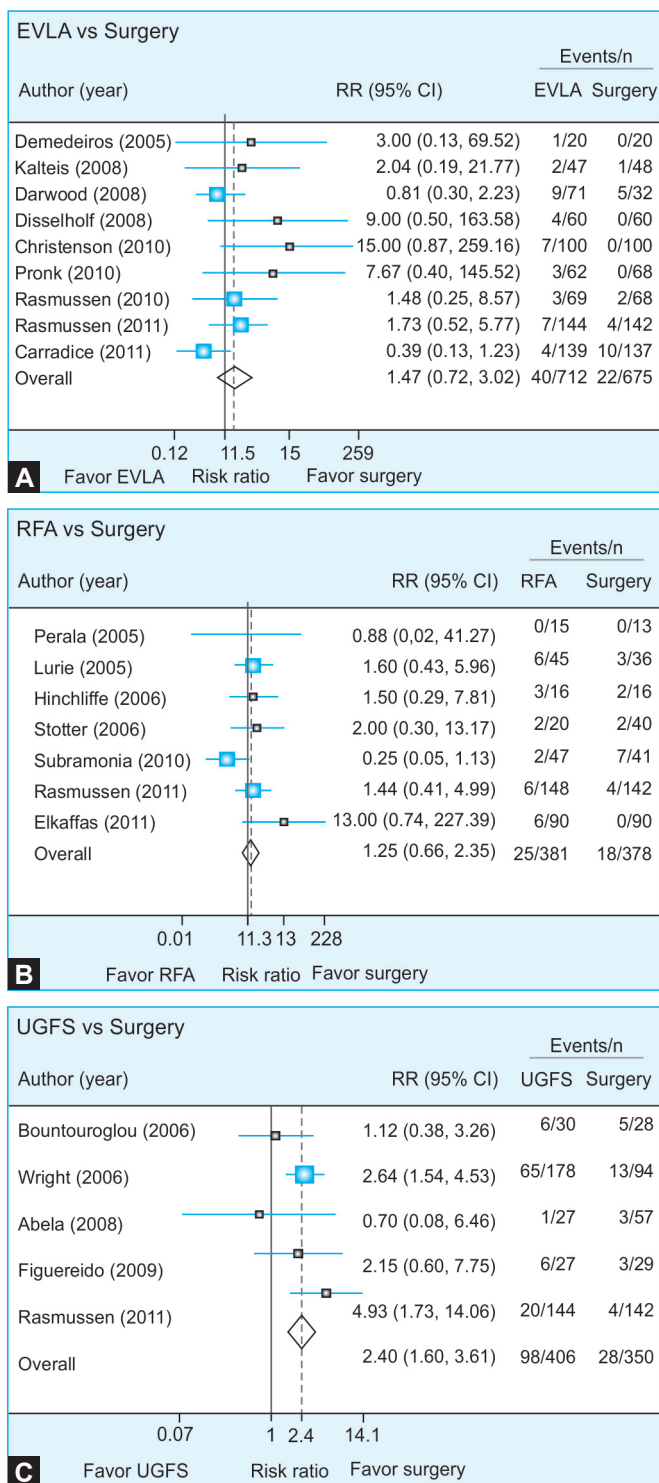 EVLA vs Surgery
Events/n
Author (year) RR (95% CI) EVLA Surgery
Demedeiros (2005) 3.00 (0.13, 69.52) 1/20 0/20
Kalteis (2008) 2.04 (0.19, 21.77) 2/47 1/48
Darwood (2008) 0.81 (0.30, 2.23) 9/71 5/32
Disselholf (2008) 9.00 (0.50, 163.58) 4/60 0/60
Christenson (2010) 15.00 (0.87, 259.16) 7/100 0/100
Pronk (2010) 7.67 (0.40, 145.52) 3/62 0/68
Rasmussen (2010) 1.48 (0.25, 8.57) 3/69 2/68
Rasmussen (2011) 1.73 (0.52, 5.77) 7/144 4/142
Carradice (2011) 0.39 (0.13, 1.23) 4/139 10/137
Overall 1.47 (0.72, 3.02) 40/712 22/675
0.12 11.5 15 259
A Favor EVLA Risk ratio Favor surgery
RFA vs Surgery
Events/n
Author (year) RR (95% CI) RFA Surgery
Perala (2005) 0.88 (0,02, 41.27) 0/15 0/13
Lurie (2005) 1.60 (0.43, 5.96) 6/45 3/36
Hinchliffe (2006) 1.50 (0.29, 7.81) 3/16 2/16
Stotter (2006) 2.00 (0.30, 13.17) 2/20 2/40
Subramonia (2010) 0.25 (0.05, 1.13) 2/47 7/41
Rasmussen (2011) 1.44 (0.41, 4.99) 6/148 4/142
Elkaffas (2011) 13.00 (0.74, 227.39) 6/90 0/90
Overall 1.25 (0.66, 2.35) 25/381 18/378
0.01 11.3 13 228
B Favor RFA Risk ratio Favor surgery
UGFS vs Surgery
Events/n
Author (year) RR (95% CI) UGFS Surgery
Bountouroglou (2006) 1.12 (0.38, 3.26) 6/30 5/28
Wright (2006) 2.64 (1.54, 4.53) 65/178 13/94
Abela (2008) 0.70 (0.08, 6.46) 1/27 3/57
Figuereido (2009) 2.15 (0.60, 7.75) 6/27 3/29
Rasmussen (2011) 4.93 (1.73, 14.06) 20/144 4/142
Overall 2.40 (1.60, 3.61) 98/406 28/350
0.07 1 2.4 14.1
C Favor UGFS Risk ratio Favor surgery